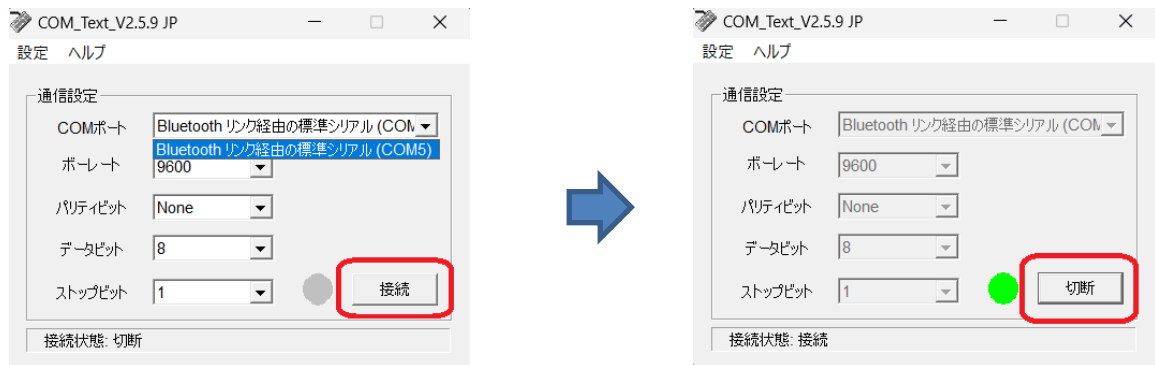 COM_Text_V2.5.9 JP
設定 ヘルプ
通信設定
COMポート Bluetooth リンク経由の標準シリアル (COM
Bluetooth リンク経由の標準シリアル (COM5)
ボーレート 9600
パリティビット None
データビット 8
ストップビット 1 接続
接続状態: 切断
COM_Text_V2.5.9 JP
設定 ヘルプ
通信設定
COMポート Bluetooth リンク経由の標準シリアル (COM
ボーレート 9600
パリティビット None
データビット 8
ストップビット 1 切断
接続状態: 接続